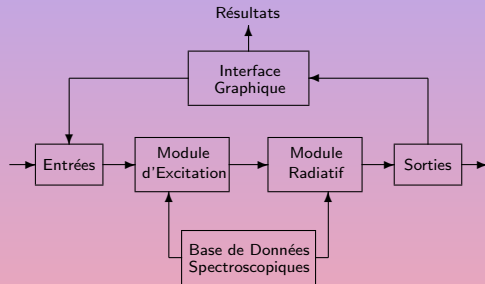 Résultats
Interface
Graphique
Entrées
Module
d'Excitation
Module
Radiatif
Sorties
Base de Données
Spectroscopiques